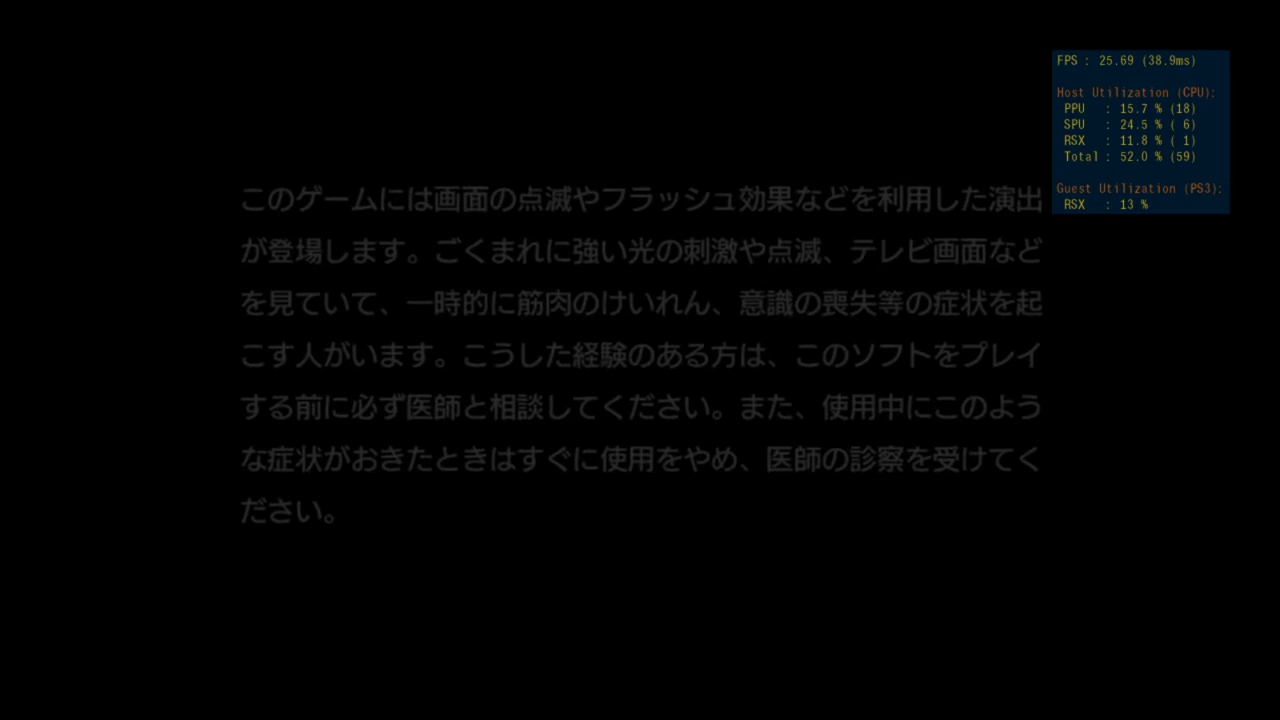 このゲームには画面の点滅やフラッシュ効果などを利用した演出
が登場します。ごくまれに強い光の刺激や点滅、テレビ画面など
を見ていて、一時的に筋肉のけいれん、意識の喪失等の症状を起
こす人がいます。こうした経験のある方は、このソフトをプレイ
する前に必ず医師と相談してください。また、使用中にこのよう
な症状がおきたときはすぐに使用をやめ、医師の診察を受けてく
ださい。
FPS : 25.69 (38.9ms)
Host Utilization (CPU):
PPU : 15.7 % (18)
SPU : 24.5 % ( 6)
RSX : 11.8 % ( 1)
Total : 52.0 % (59)
Guest Utilization (PS3):
RSX : 13 %